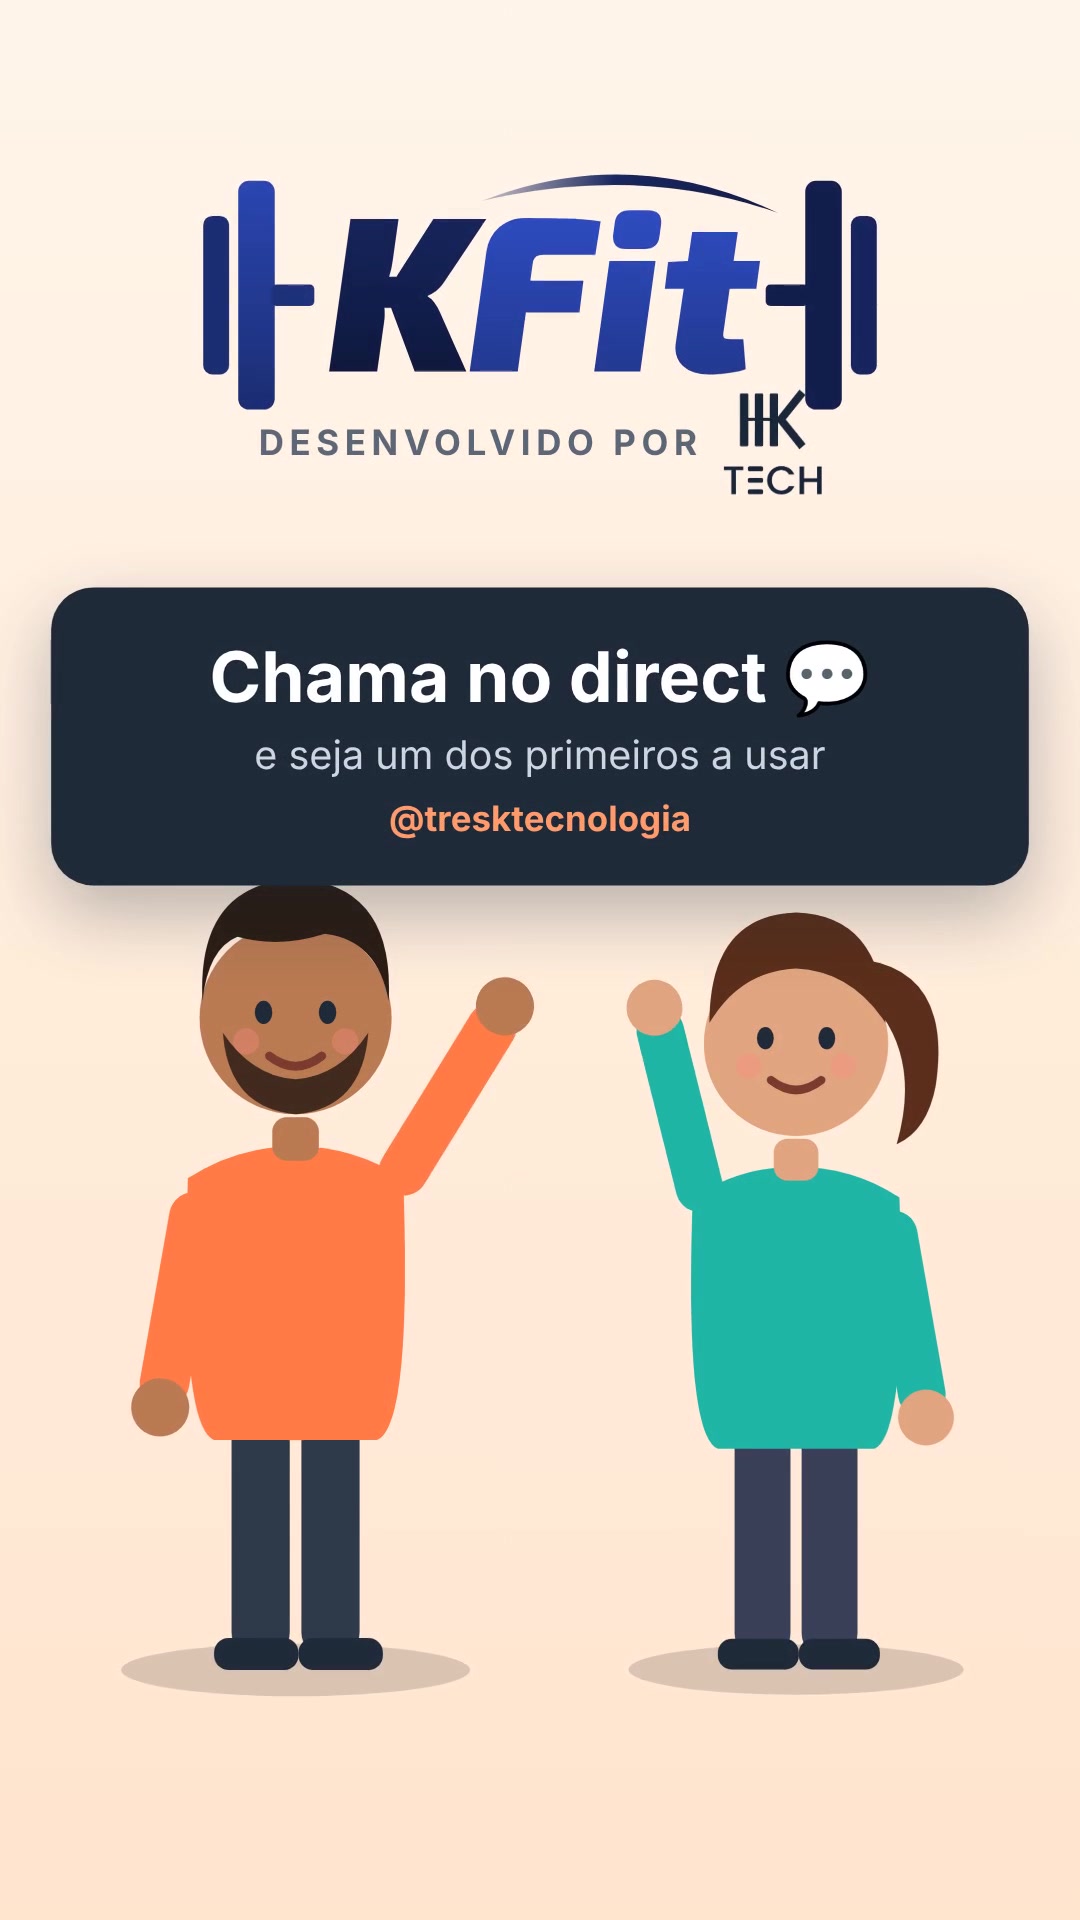 KFit
DESENVOLVIDO POR
TECH
Chama no direct 💬
e seja um dos primeiros a usar
@tresktecnologia